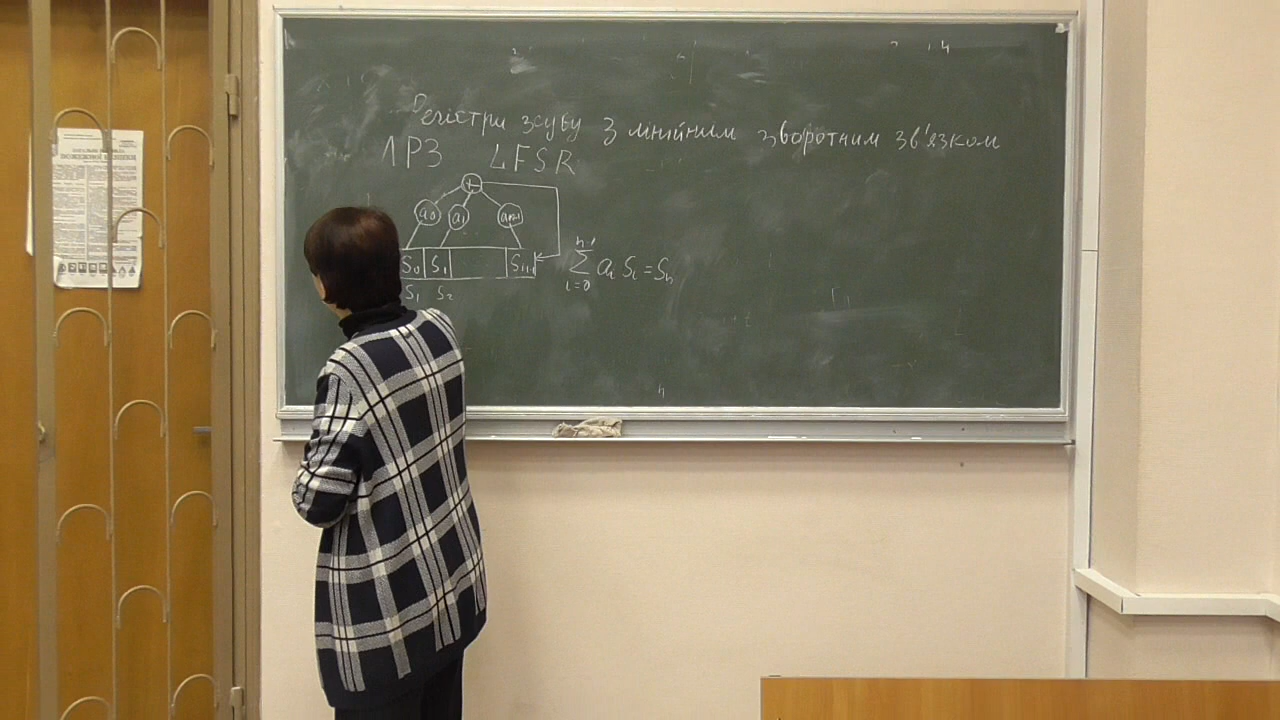 Регістри зсуву з лінійним зворотним зв'язком
ЛРЗ LFSR
+
a₀ a₁ aₙ₋₁
S₀ S₁ Sₙ₋₁
S₁ S₂
n-1
∑ aᵢ Sᵢ = Sₙ
i=0